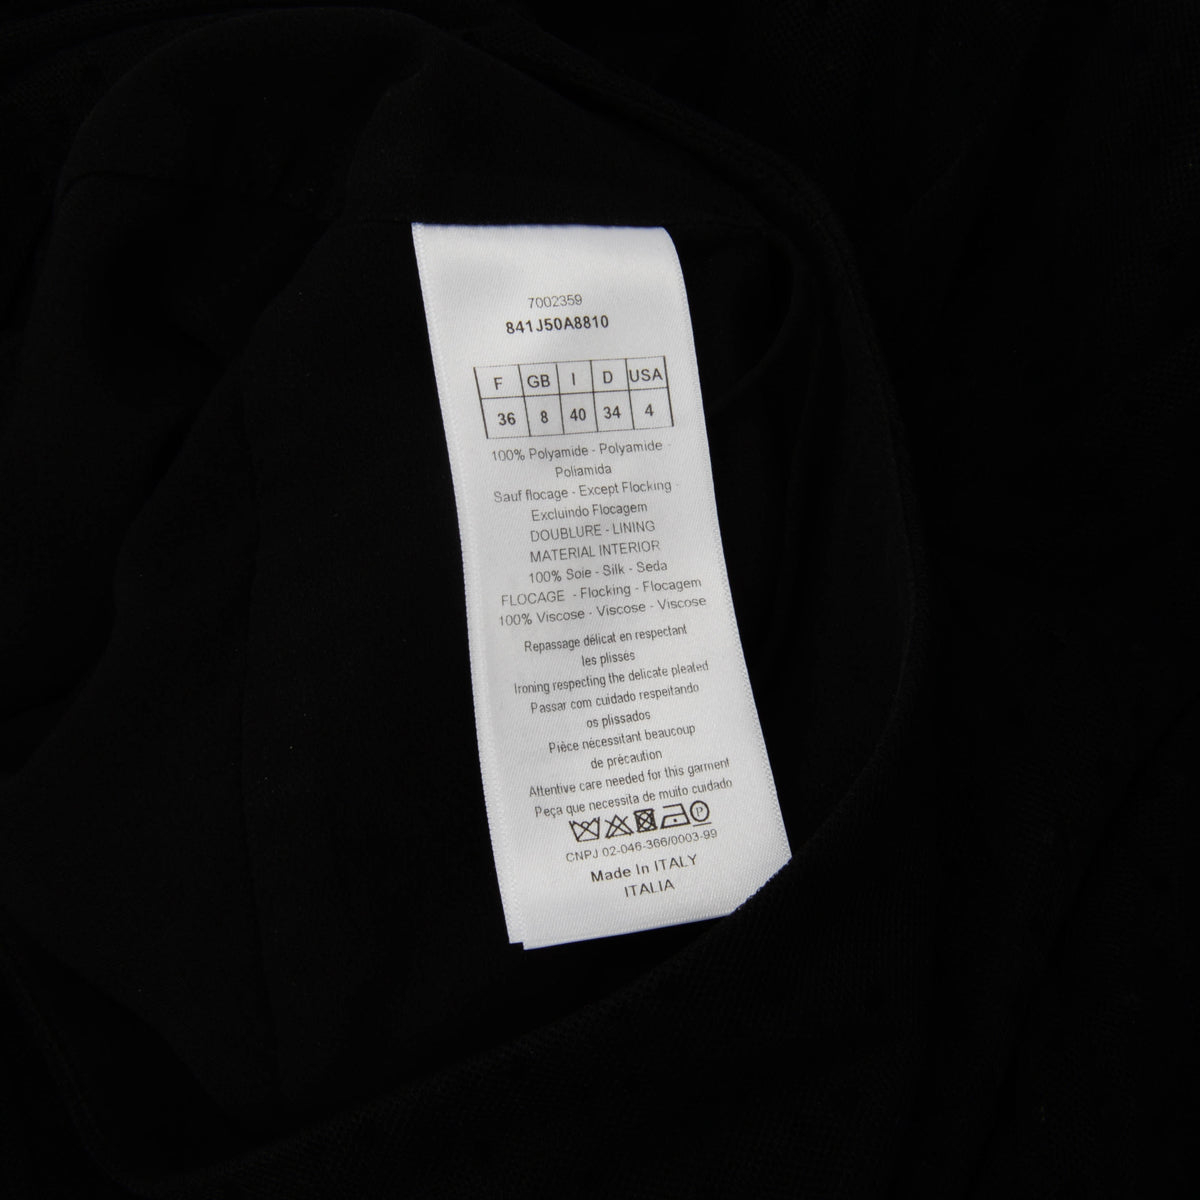 7002359
841J50A8810
F GB I D USA
36 8 40 34 4
100% Polyamide - Polyamide -
Poliamida
Sauf flocage - Except Flocking -
Excluindo Flocagem
DOUBLURE - LINING
MATERIAL INTERIOR
100% Soie - Silk - Seda
FLOCAGE - Flocking - Flocagem
100% Viscose - Viscose - Viscose
Repassage délicat en respectant
les plissés
Ironing respecting the delicate pleated
Passar com cuidado respeitando
os plissados
Pièce nécessitant beaucoup
de précaution
Attentive care needed for this garment
Peça que necessita de muito cuidado
P
CNPJ 02-046-366/0003-99
Made In ITALY
ITALIA